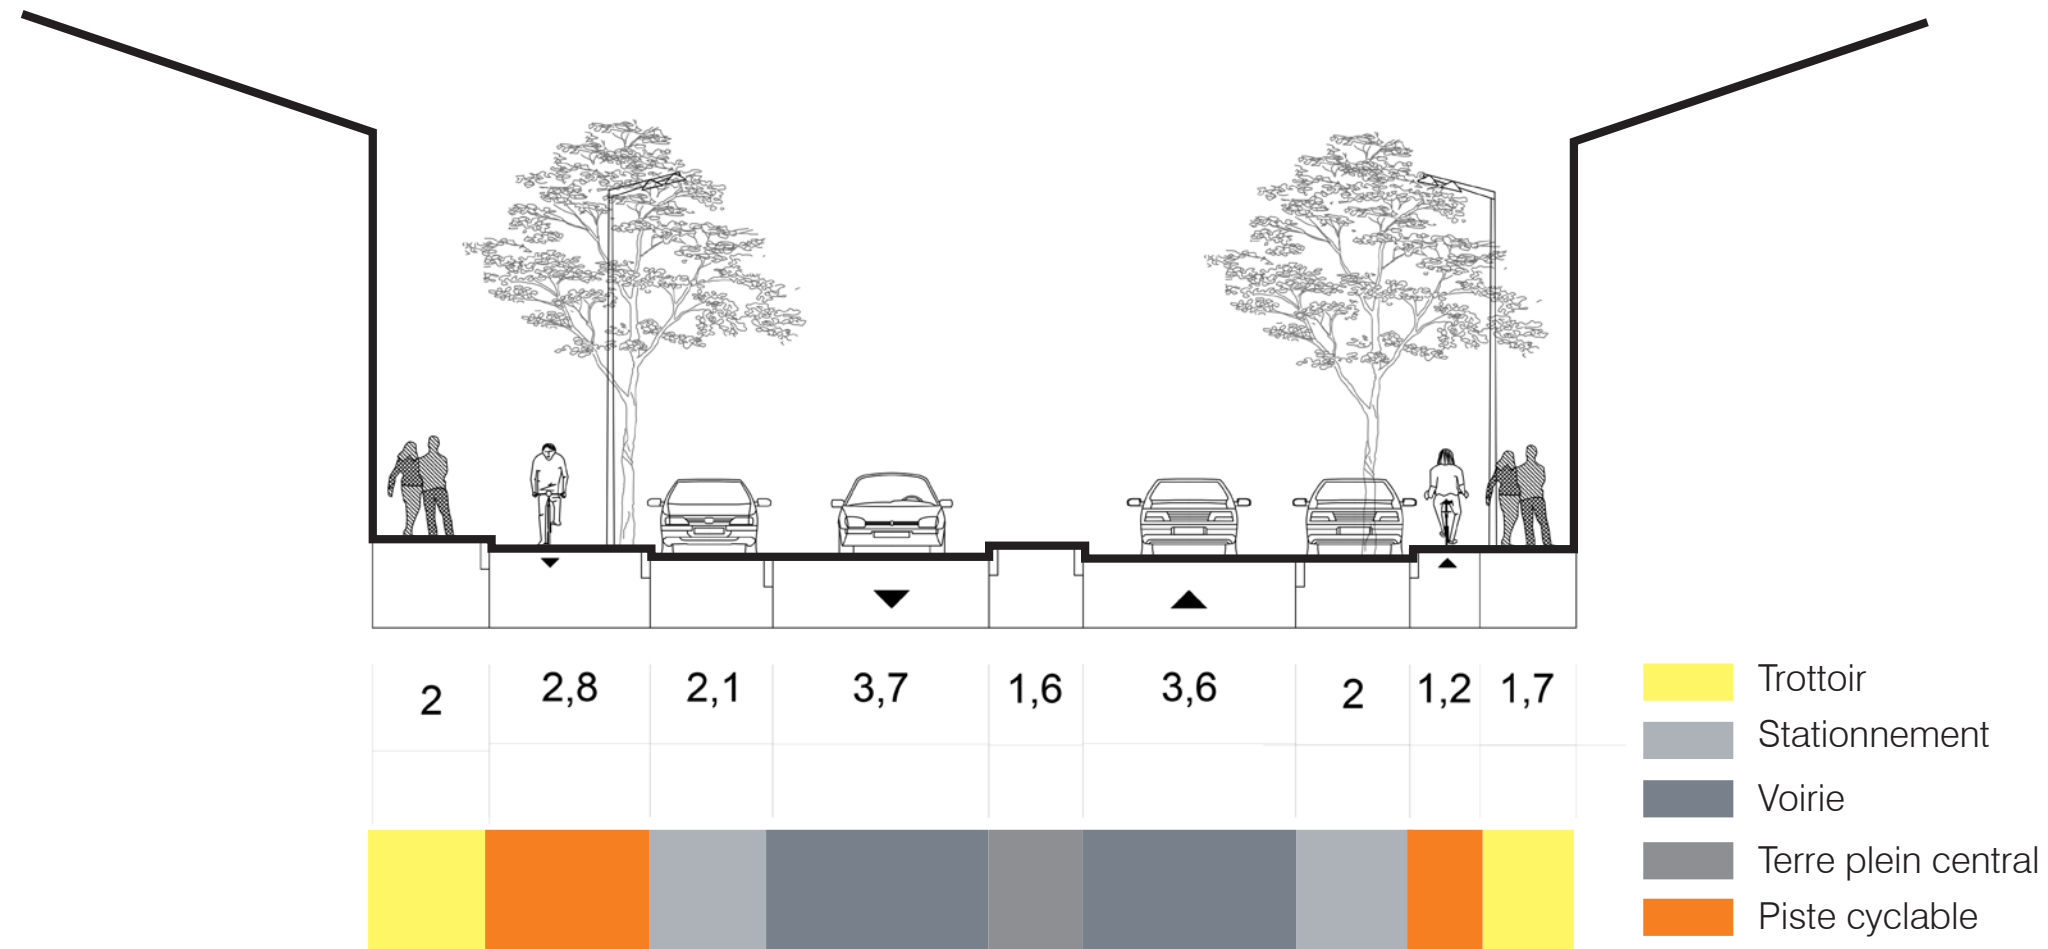 2 2,8 2,1 3,7 1,6 3,6 2 1,2 1,7
Trottoir
Stationnement
Voirie
Terre plein central
Piste cyclable